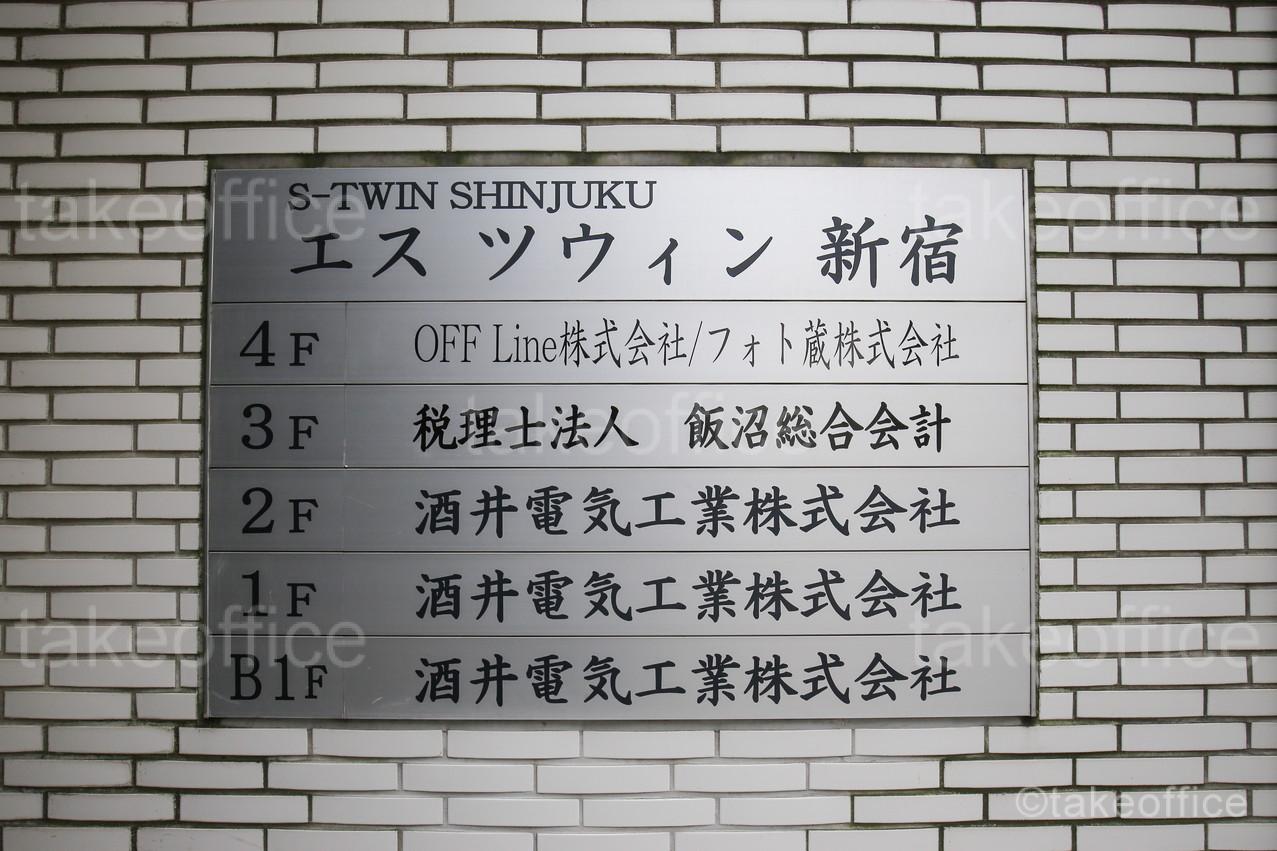 S-TWIN SHINJUKU
エス ツウィン 新宿
4F OFF Line株式会社/フォト蔵株式会社
3F 税理士法人 飯沼総合会計
2F 酒井電気工業株式会社
1F 酒井電気工業株式会社
B1F 酒井電気工業株式会社
takeoffice
takeoffice
takeoffice
takeoffice
takeoffice
©takeoffice